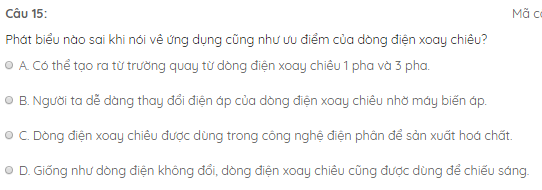 Câu 15: Mã c
Phát biểu nào sai khi nói về ứng dụng cũng như ưu điểm của dòng điện xoay chiều?
A. Có thể tạo ra từ trường quay từ dòng điện xoay chiều 1 pha và 3 pha.
B. Người ta dễ dàng thay đổi điện áp của dòng điện xoay chiều nhờ máy biến áp.
C. Dòng điện xoay chiều được dùng trong công nghệ điện phân để sản xuất hoá chất.
D. Giống như dòng điện không đổi, dòng điện xoay chiều cũng được dùng để chiếu sáng.